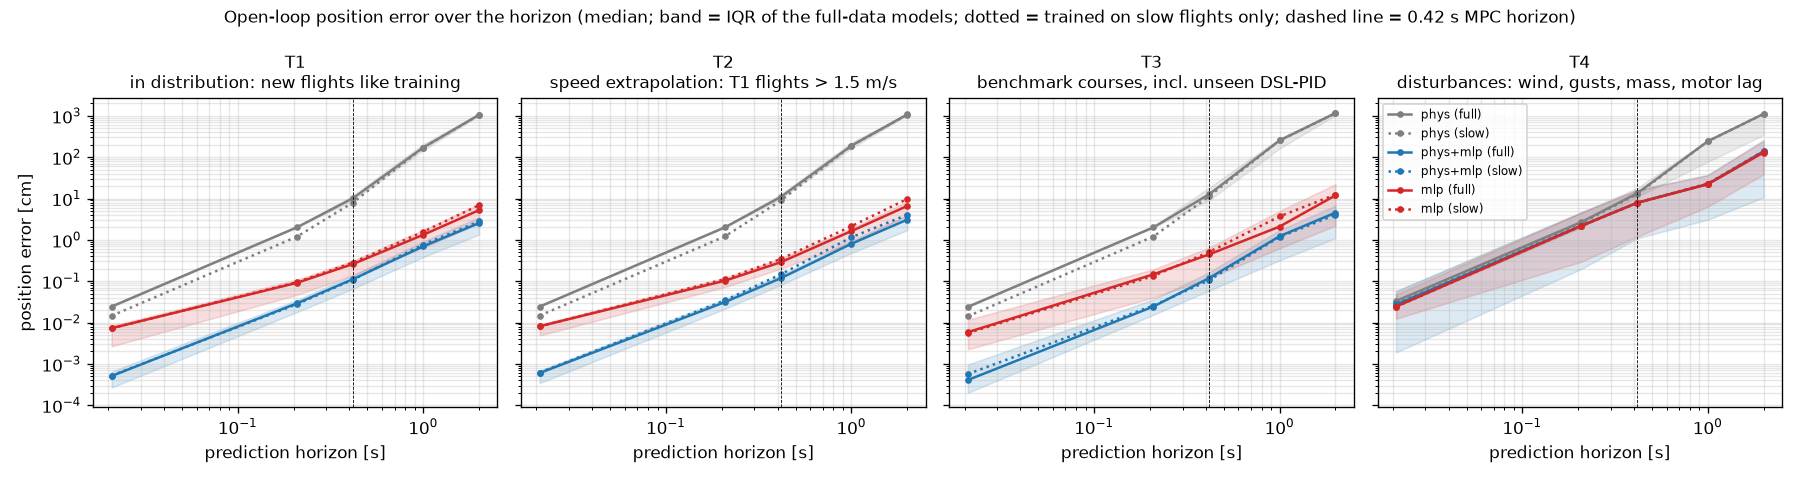 Open-loop position error over the horizon (median; band = IQR of the full-data models; dotted = trained on slow flights only; dashed line = 0.42 s MPC horizon)
T1
in distribution: new flights like training
T2
speed extrapolation: T1 flights > 1.5 m/s
T3
benchmark courses, incl. unseen DSL-PID
T4
disturbances: wind, gusts, mass, motor lag
position error [cm]
10³
10²
10¹
10⁰
10⁻¹
10⁻²
10⁻³
10⁻⁴
phys (full)
phys (slow)
phys+mlp (full)
phys+mlp (slow)
mlp (full)
mlp (slow)
10⁻¹ 10⁰
10⁻¹ 10⁰
10⁻¹ 10⁰
10⁻¹ 10⁰
prediction horizon [s]
prediction horizon [s]
prediction horizon [s]
prediction horizon [s]